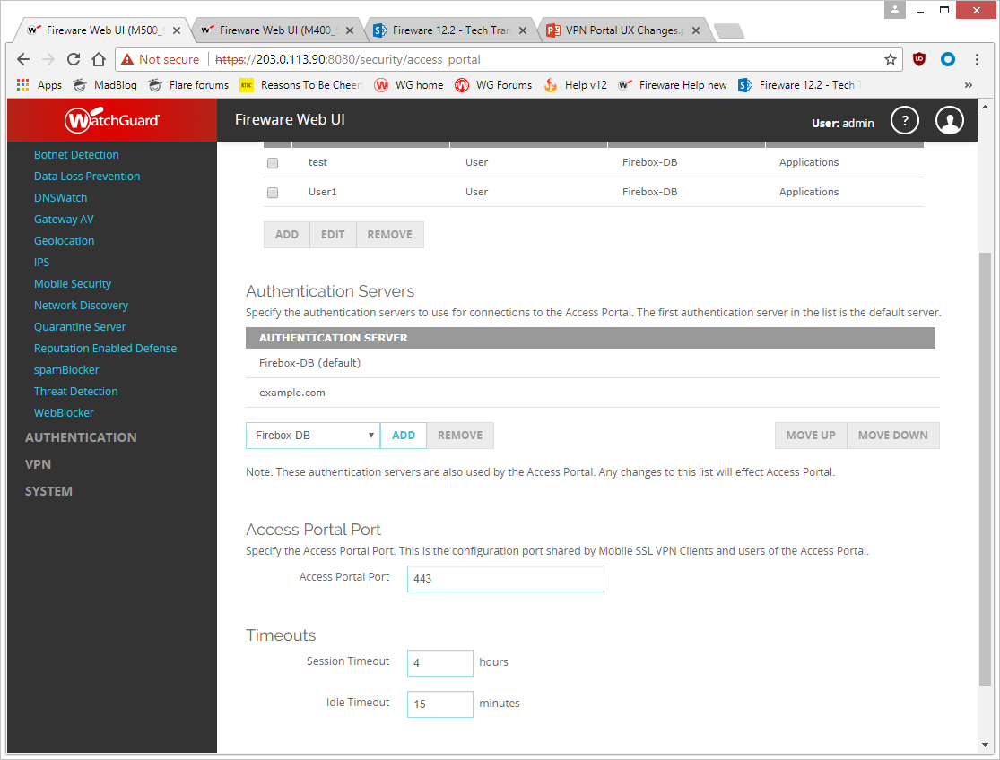 Fireware Web UI (M500_ Fireware Web UI (M400_ Fireware 12.2 - Tech Tran VPN Portal UX Changes.p
Not secure https://203.0.113.90:8080/security/access_portal
Apps MadBlog Flare forums Reasons To Be Cheer WG home WG Forums Help v12 Fireware Help new Fireware 12.2 - Tech T »
WatchGuard Fireware Web UI User: admin ?
Botnet Detection
Data Loss Prevention
DNSWatch
Gateway AV
Geolocation
IPS
Mobile Security
Network Discovery
Quarantine Server
Reputation Enabled Defense
spamBlocker
Threat Detection
WebBlocker
AUTHENTICATION
VPN
SYSTEM
test User Firebox-DB Applications
User1 User Firebox-DB Applications
ADD EDIT REMOVE
Authentication Servers
Specify the authentication servers to use for connections to the Access Portal. The first authentication server in the list is the default server.
AUTHENTICATION SERVER
Firebox-DB (default)
example.com
Firebox-DB ADD REMOVE MOVE UP MOVE DOWN
Note: These authentication servers are also used by the Access Portal. Any changes to this list will effect Access Portal.
Access Portal Port
Specify the Access Portal Port. This is the configuration port shared by Mobile SSL VPN Clients and users of the Access Portal.
Access Portal Port 443
Timeouts
Session Timeout 4 hours
Idle Timeout 15 minutes